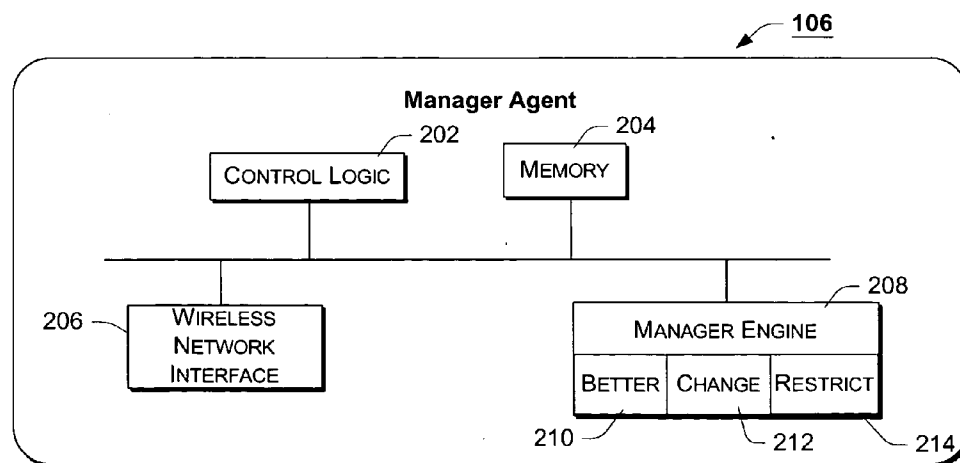 106
Manager Agent
202
204
CONTROL LOGIC
MEMORY
206
WIRELESS
NETWORK
INTERFACE
208
MANAGER ENGINE
BETTER CHANGE RESTRICT
210 212 214